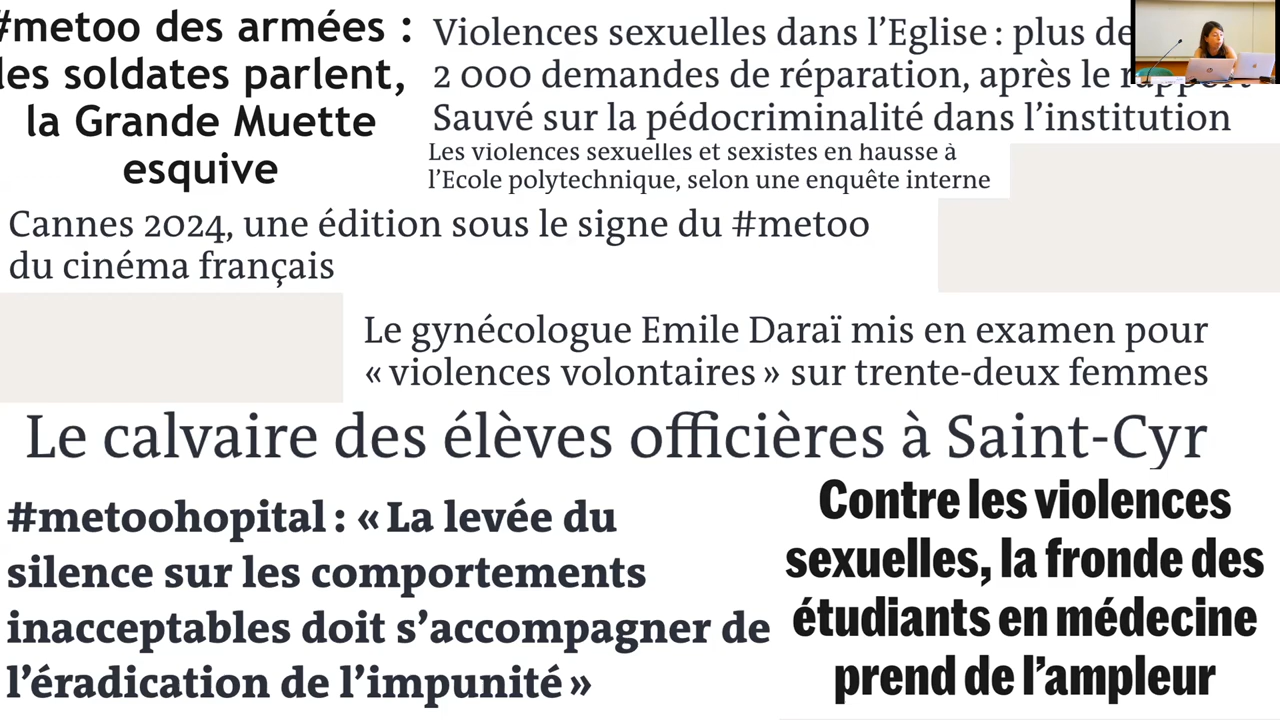 #metoo des armées :
les soldates parlent,
la Grande Muette
esquive
Violences sexuelles dans l’Eglise : plus de
2 000 demandes de réparation, après le rapport
Sauvé sur la pédocriminalité dans l’institution
Les violences sexuelles et sexistes en hausse à
l’Ecole polytechnique, selon une enquête interne
Cannes 2024, une édition sous le signe du #metoo
du cinéma français
Le gynécologue Emile Daraï mis en examen pour
« violences volontaires » sur trente-deux femmes
Le calvaire des élèves officières à Saint-Cyr
#metoohopital : « La levée du
silence sur les comportements
inacceptables doit s’accompagner de
l’éradication de l’impunité »
Contre les violences
sexuelles, la fronde des
étudiants en médecine
prend de l’ampleur